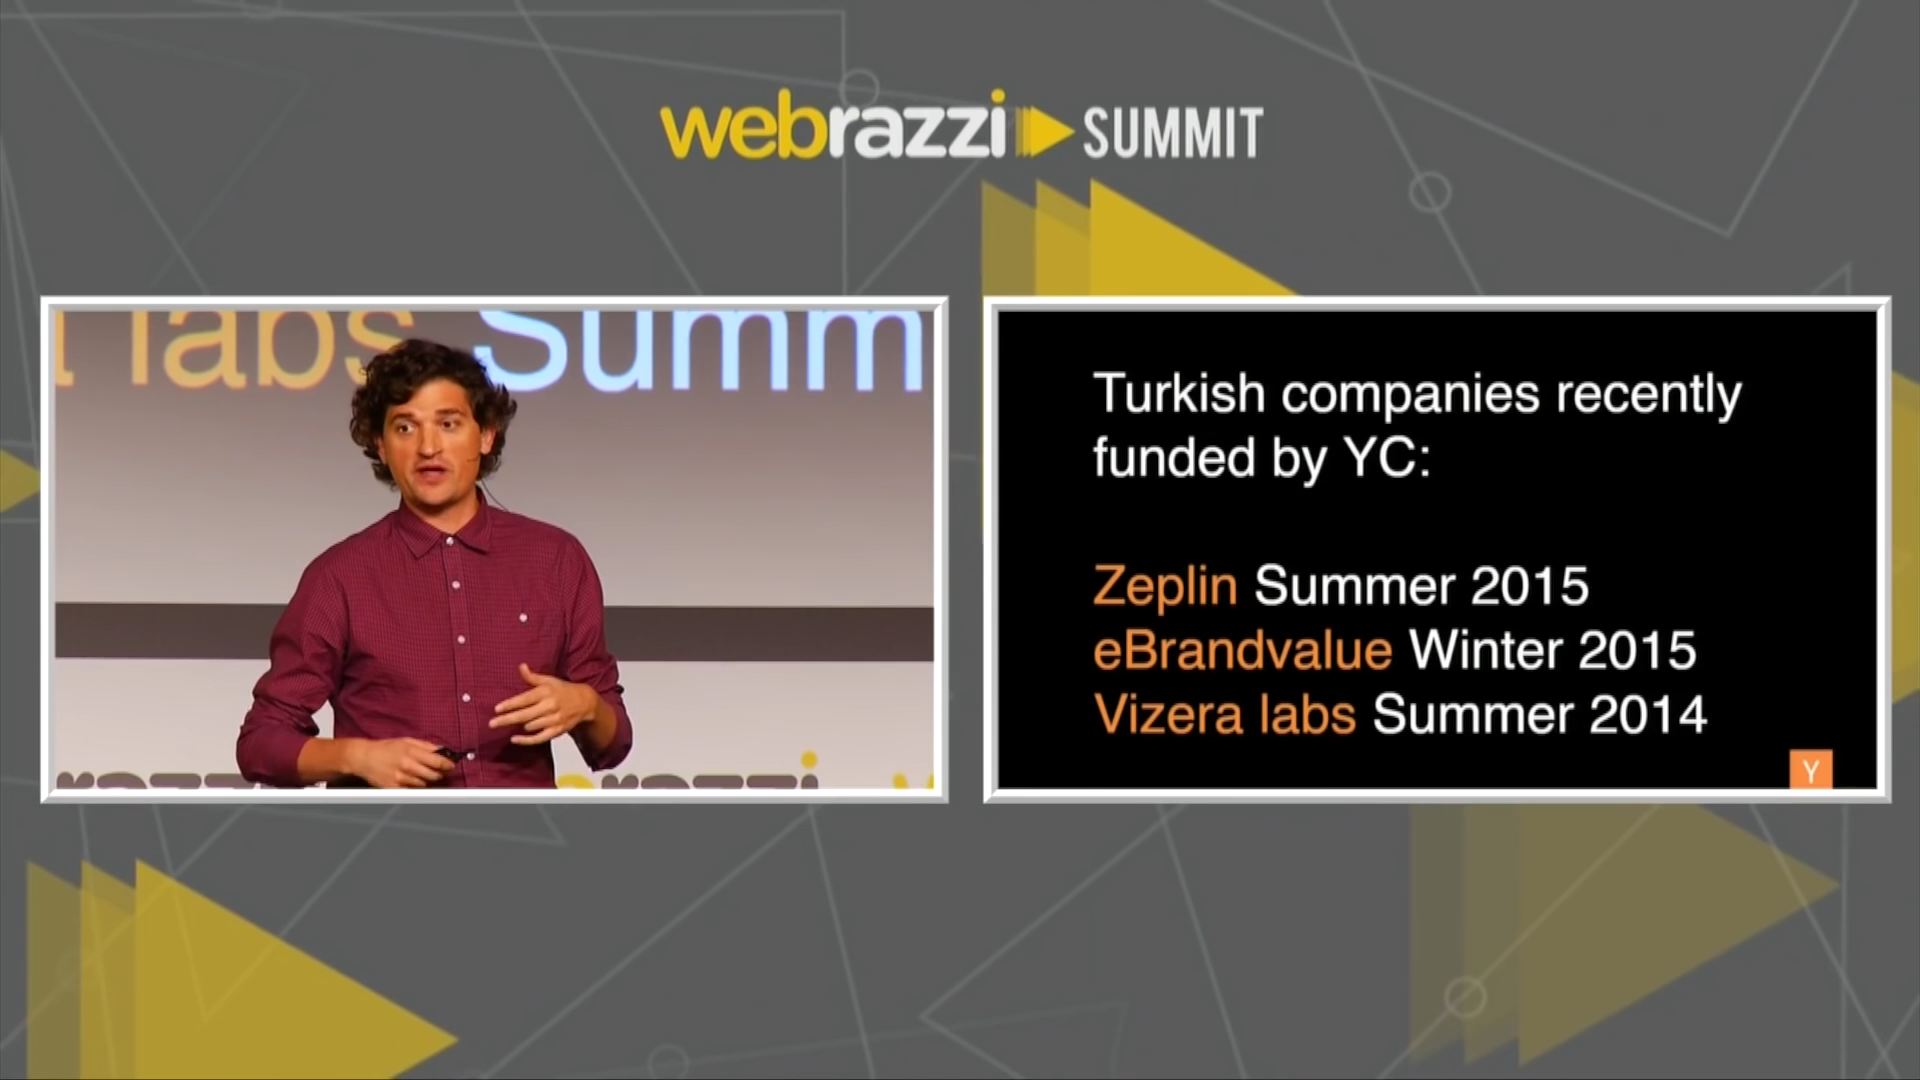 webrazzi SUMMIT
labs Summ
razzi
Turkish companies recently
funded by YC:
Zeplin Summer 2015
eBrandvalue Winter 2015
Vizera labs Summer 2014
Y